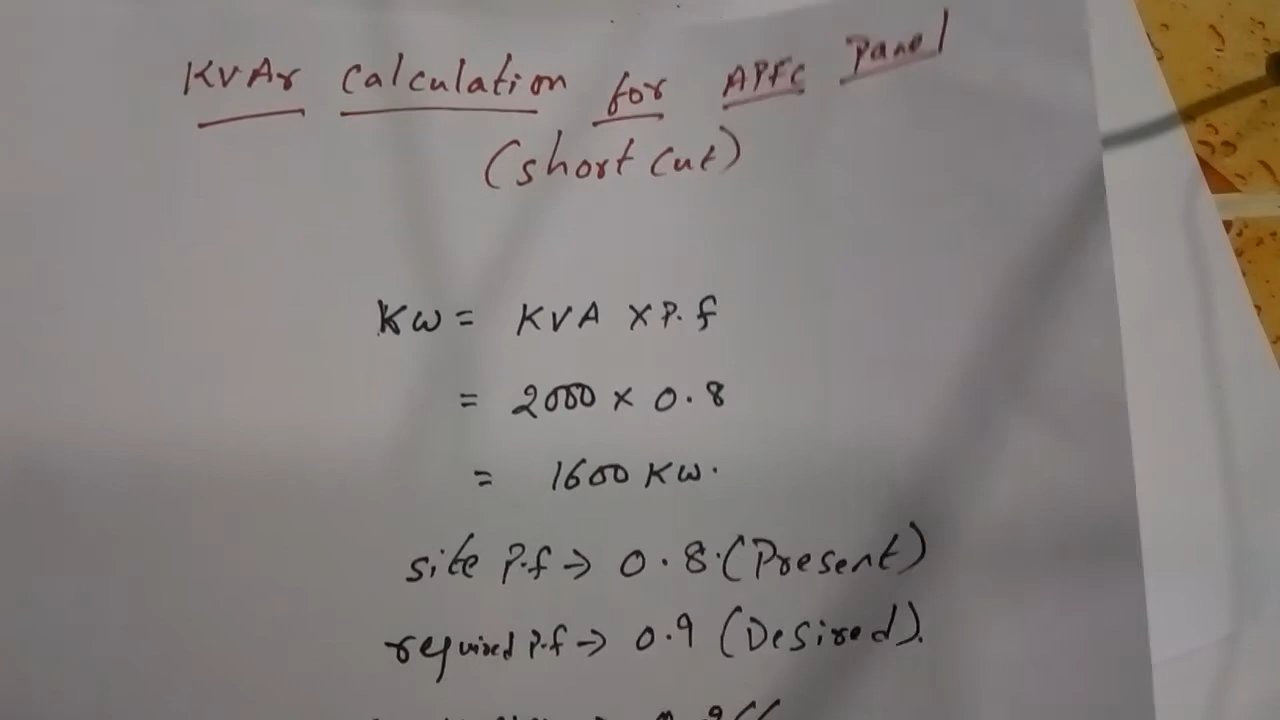 KVAr Calculation for APFC Panel
(short cut)
KW = KVA X P.f
= 2000 x 0.8
= 1600 KW.
site P.f → 0.8. (Present)
required P.f → 0.9 (Desired).